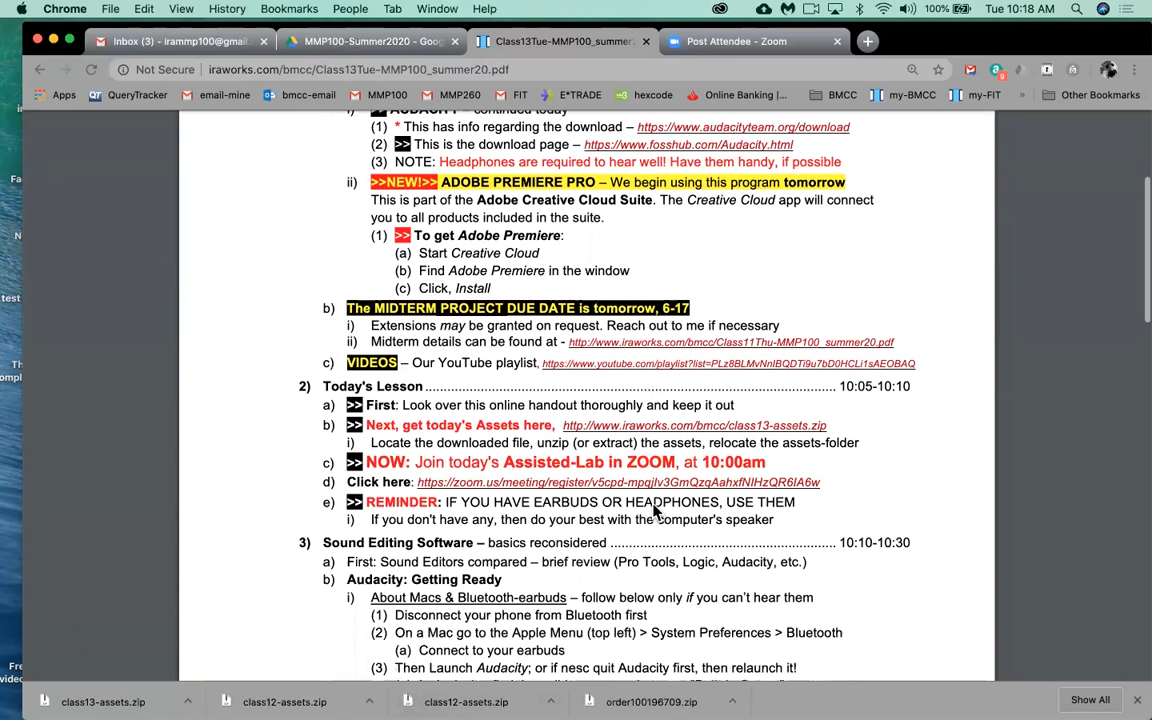 Chrome File Edit View History Bookmarks People Tab Window Help 100% Tue 10:18 AM
Inbox (3) - irammp100@gmail. MMP100-Summer2020 - Goog Class13Tue-MMP100_summer Post Attendee - Zoom
Not Secure iraworks.com/bmcc/Class13Tue-MMP100_summer20.pdf
Apps QueryTracker email-mine bmcc-email MMP100 MMP260 FIT E*TRADE hexcode Online Banking |... BMCC my-BMCC my-FIT » Other Bookmarks
(1) * This has info regarding the download – https://www.audacityteam.org/download
(2) >> This is the download page – https://www.fosshub.com/Audacity.html
(3) NOTE: Headphones are required to hear well! Have them handy, if possible
ii) >>NEW!>> ADOBE PREMIERE PRO – We begin using this program tomorrow
This is part of the Adobe Creative Cloud Suite. The Creative Cloud app will connect
you to all products included in the suite.
(1) >> To get Adobe Premiere:
(a) Start Creative Cloud
(b) Find Adobe Premiere in the window
(c) Click, Install
b) The MIDTERM PROJECT DUE DATE is tomorrow, 6-17
i) Extensions may be granted on request. Reach out to me if necessary
ii) Midterm details can be found at - http://www.iraworks.com/bmcc/Class11Thu-MMP100_summer20.pdf
c) VIDEOS – Our YouTube playlist, https://www.youtube.com/playlist?list=PLz8BLMvNnIBQDTi9u7bD0HCLi1sAEOBAQ
2) Today's Lesson ........ 10:05-10:10
a) >> First: Look over this online handout thoroughly and keep it out
b) >> Next, get today's Assets here, http://www.iraworks.com/bmcc/class13-assets.zip
i) Locate the downloaded file, unzip (or extract) the assets, relocate the assets-folder
c) >> NOW: Join today's Assisted-Lab in ZOOM, at 10:00am
d) Click here: https://zoom.us/meeting/register/v5cpd-mpqjIv3GmQzqAahxfNIHzQR6IA6w
e) >> REMINDER: IF YOU HAVE EARBUDS OR HEADPHONES, USE THEM
i) If you don't have any, then do your best with the computer's speaker
3) Sound Editing Software – basics reconsidered ........ 10:10-10:30
a) First: Sound Editors compared – brief review (Pro Tools, Logic, Audacity, etc.)
b) Audacity: Getting Ready
i) About Macs & Bluetooth-earbuds – follow below only if you can't hear them
(1) Disconnect your phone from Bluetooth first
(2) On a Mac go to the Apple Menu (top left) > System Preferences > Bluetooth
(a) Connect to your earbuds
(3) Then Launch Audacity; or if nesc quit Audacity first, then relaunch it!
class13-assets.zip class12-assets.zip class12-assets.zip order100196709.zip Show All